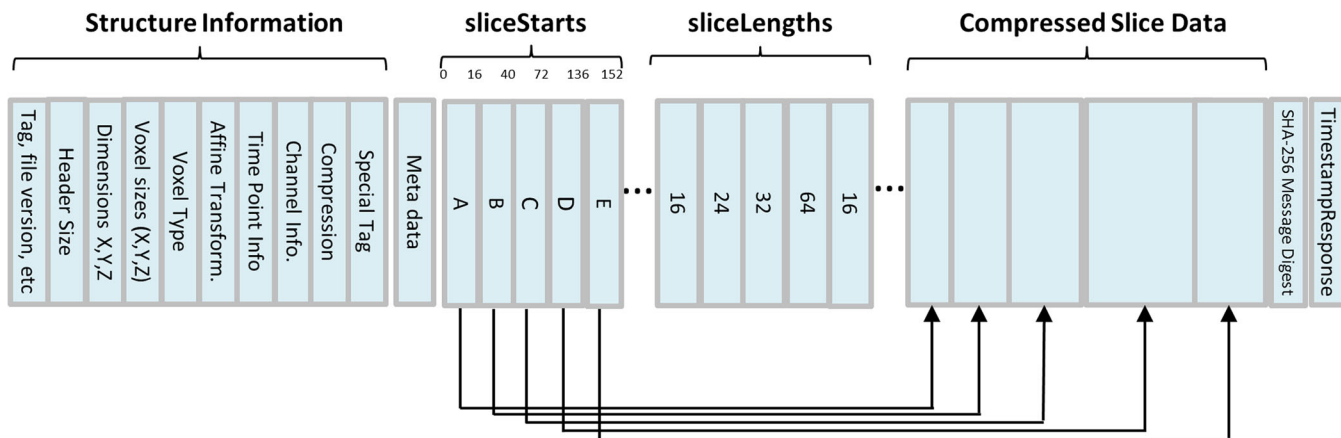 Structure Information
sliceStarts
sliceLengths
Compressed Slice Data
0 16 40 72 136 152
Tag, file version, etc
Header Size
Dimensions X,Y,Z
Voxel sizes (X,Y,Z)
Voxel Type
Affine Transform.
Time Point Info
Channel Info.
Compression
Special Tag
Meta data
A
B
C
D
E
...
16
24
32
64
16
...
SHA-256 Message Digest
TimestampResponse